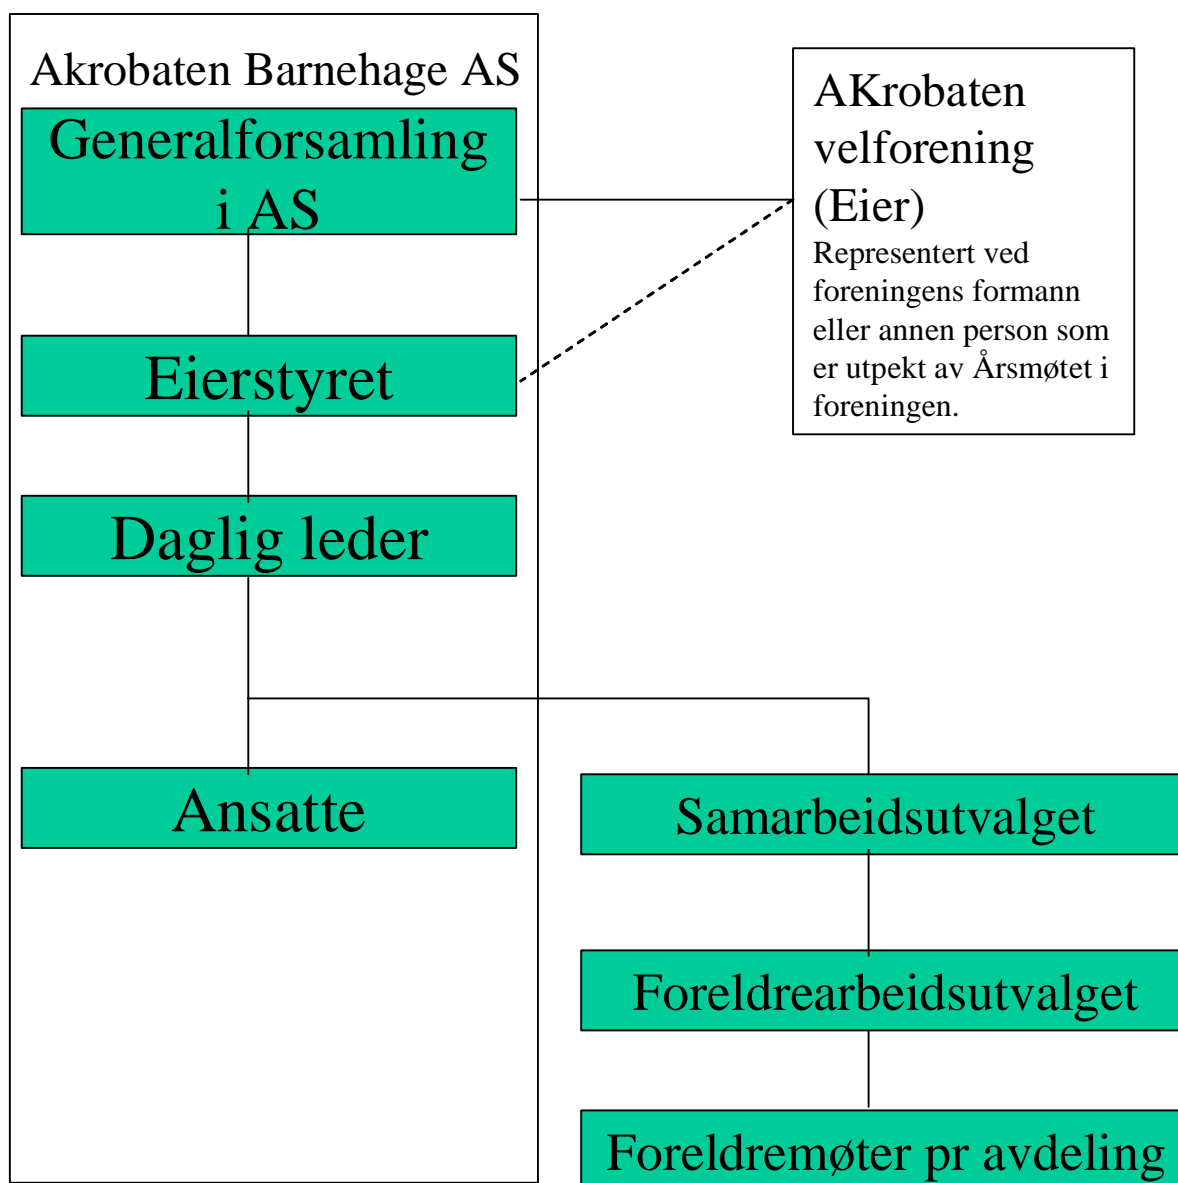 Akrobaten Barnehage AS
Generalforsamling
i AS
AKrobaten
velforening
(Eier)
Representert ved
foreningens formann
eller annen person som
er utpekt av Årsmøtet i
foreningen.
Eierstyret
Daglig leder
Ansatte
Samarbeidsutvalget
Foreldrearbeidsutvalget
Foreldremøter pr avdeling